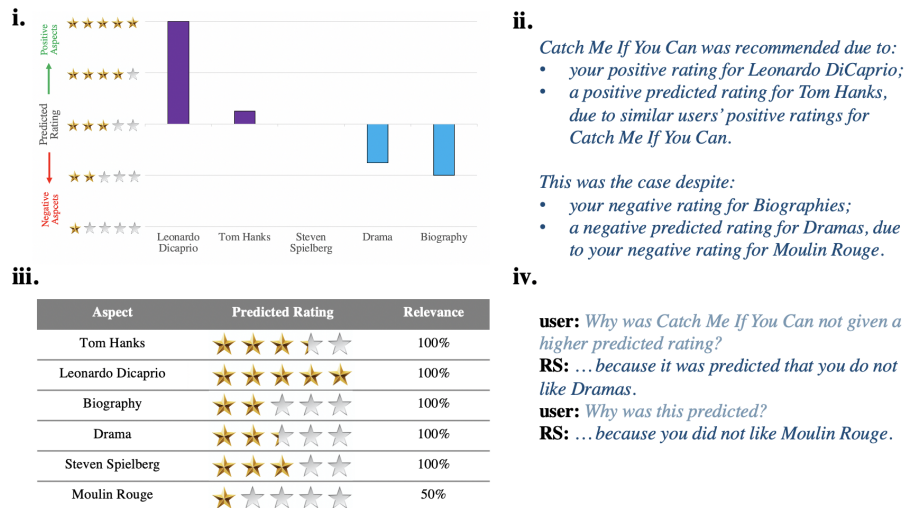 i.
Positive
Aspects
Predicted
Rating
Negative
Aspcets
Leonardo
Dicaprio
Tom Hanks
Steven
Spielberg
Drama
Biography
ii.
Catch Me If You Can was recommended due to:
• your positive rating for Leonardo DiCaprio;
• a positive predicted rating for Tom Hanks,
due to similar users' positive ratings for
Catch Me If You Can.
This was the case despite:
• your negative rating for Biographies;
• a negative predicted rating for Dramas, due
to your negative rating for Moulin Rouge.
iii.
Aspect Predicted Rating Relevance
Tom Hanks 100%
Leonardo Dicaprio 100%
Biography 100%
Drama 100%
Steven Spielberg 100%
Moulin Rouge 50%
iv.
user: Why was Catch Me If You Can not given a
higher predicted rating?
RS: …because it was predicted that you do not
like Dramas.
user: Why was this predicted?
RS: …because you did not like Moulin Rouge.